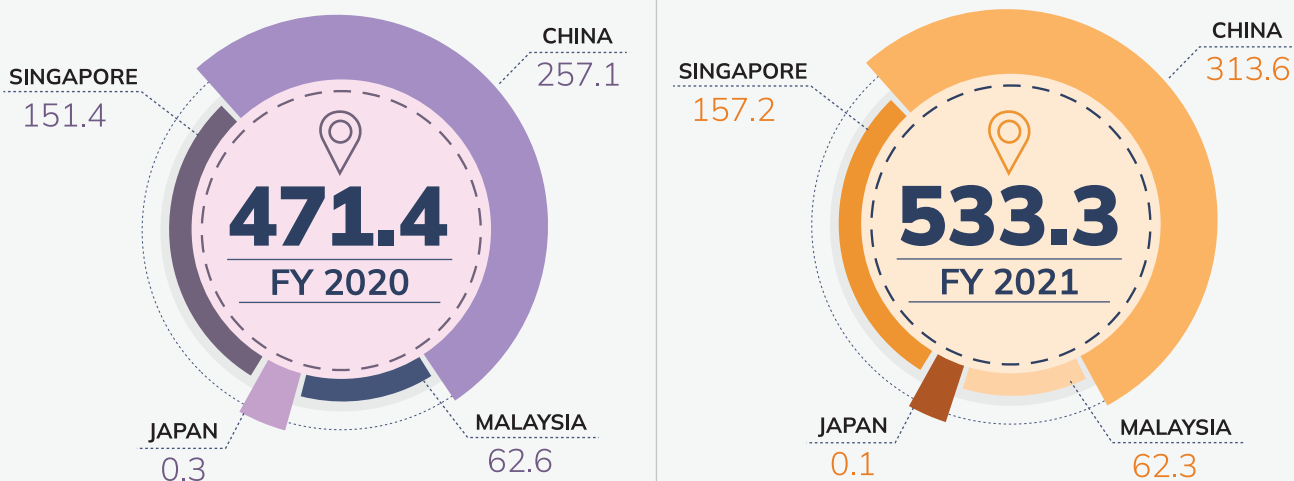 CHINA
257.1
SINGAPORE
151.4
471.4
FY 2020
JAPAN
0.3
MALAYSIA
62.6
CHINA
313.6
SINGAPORE
157.2
533.3
FY 2021
JAPAN
0.1
MALAYSIA
62.3